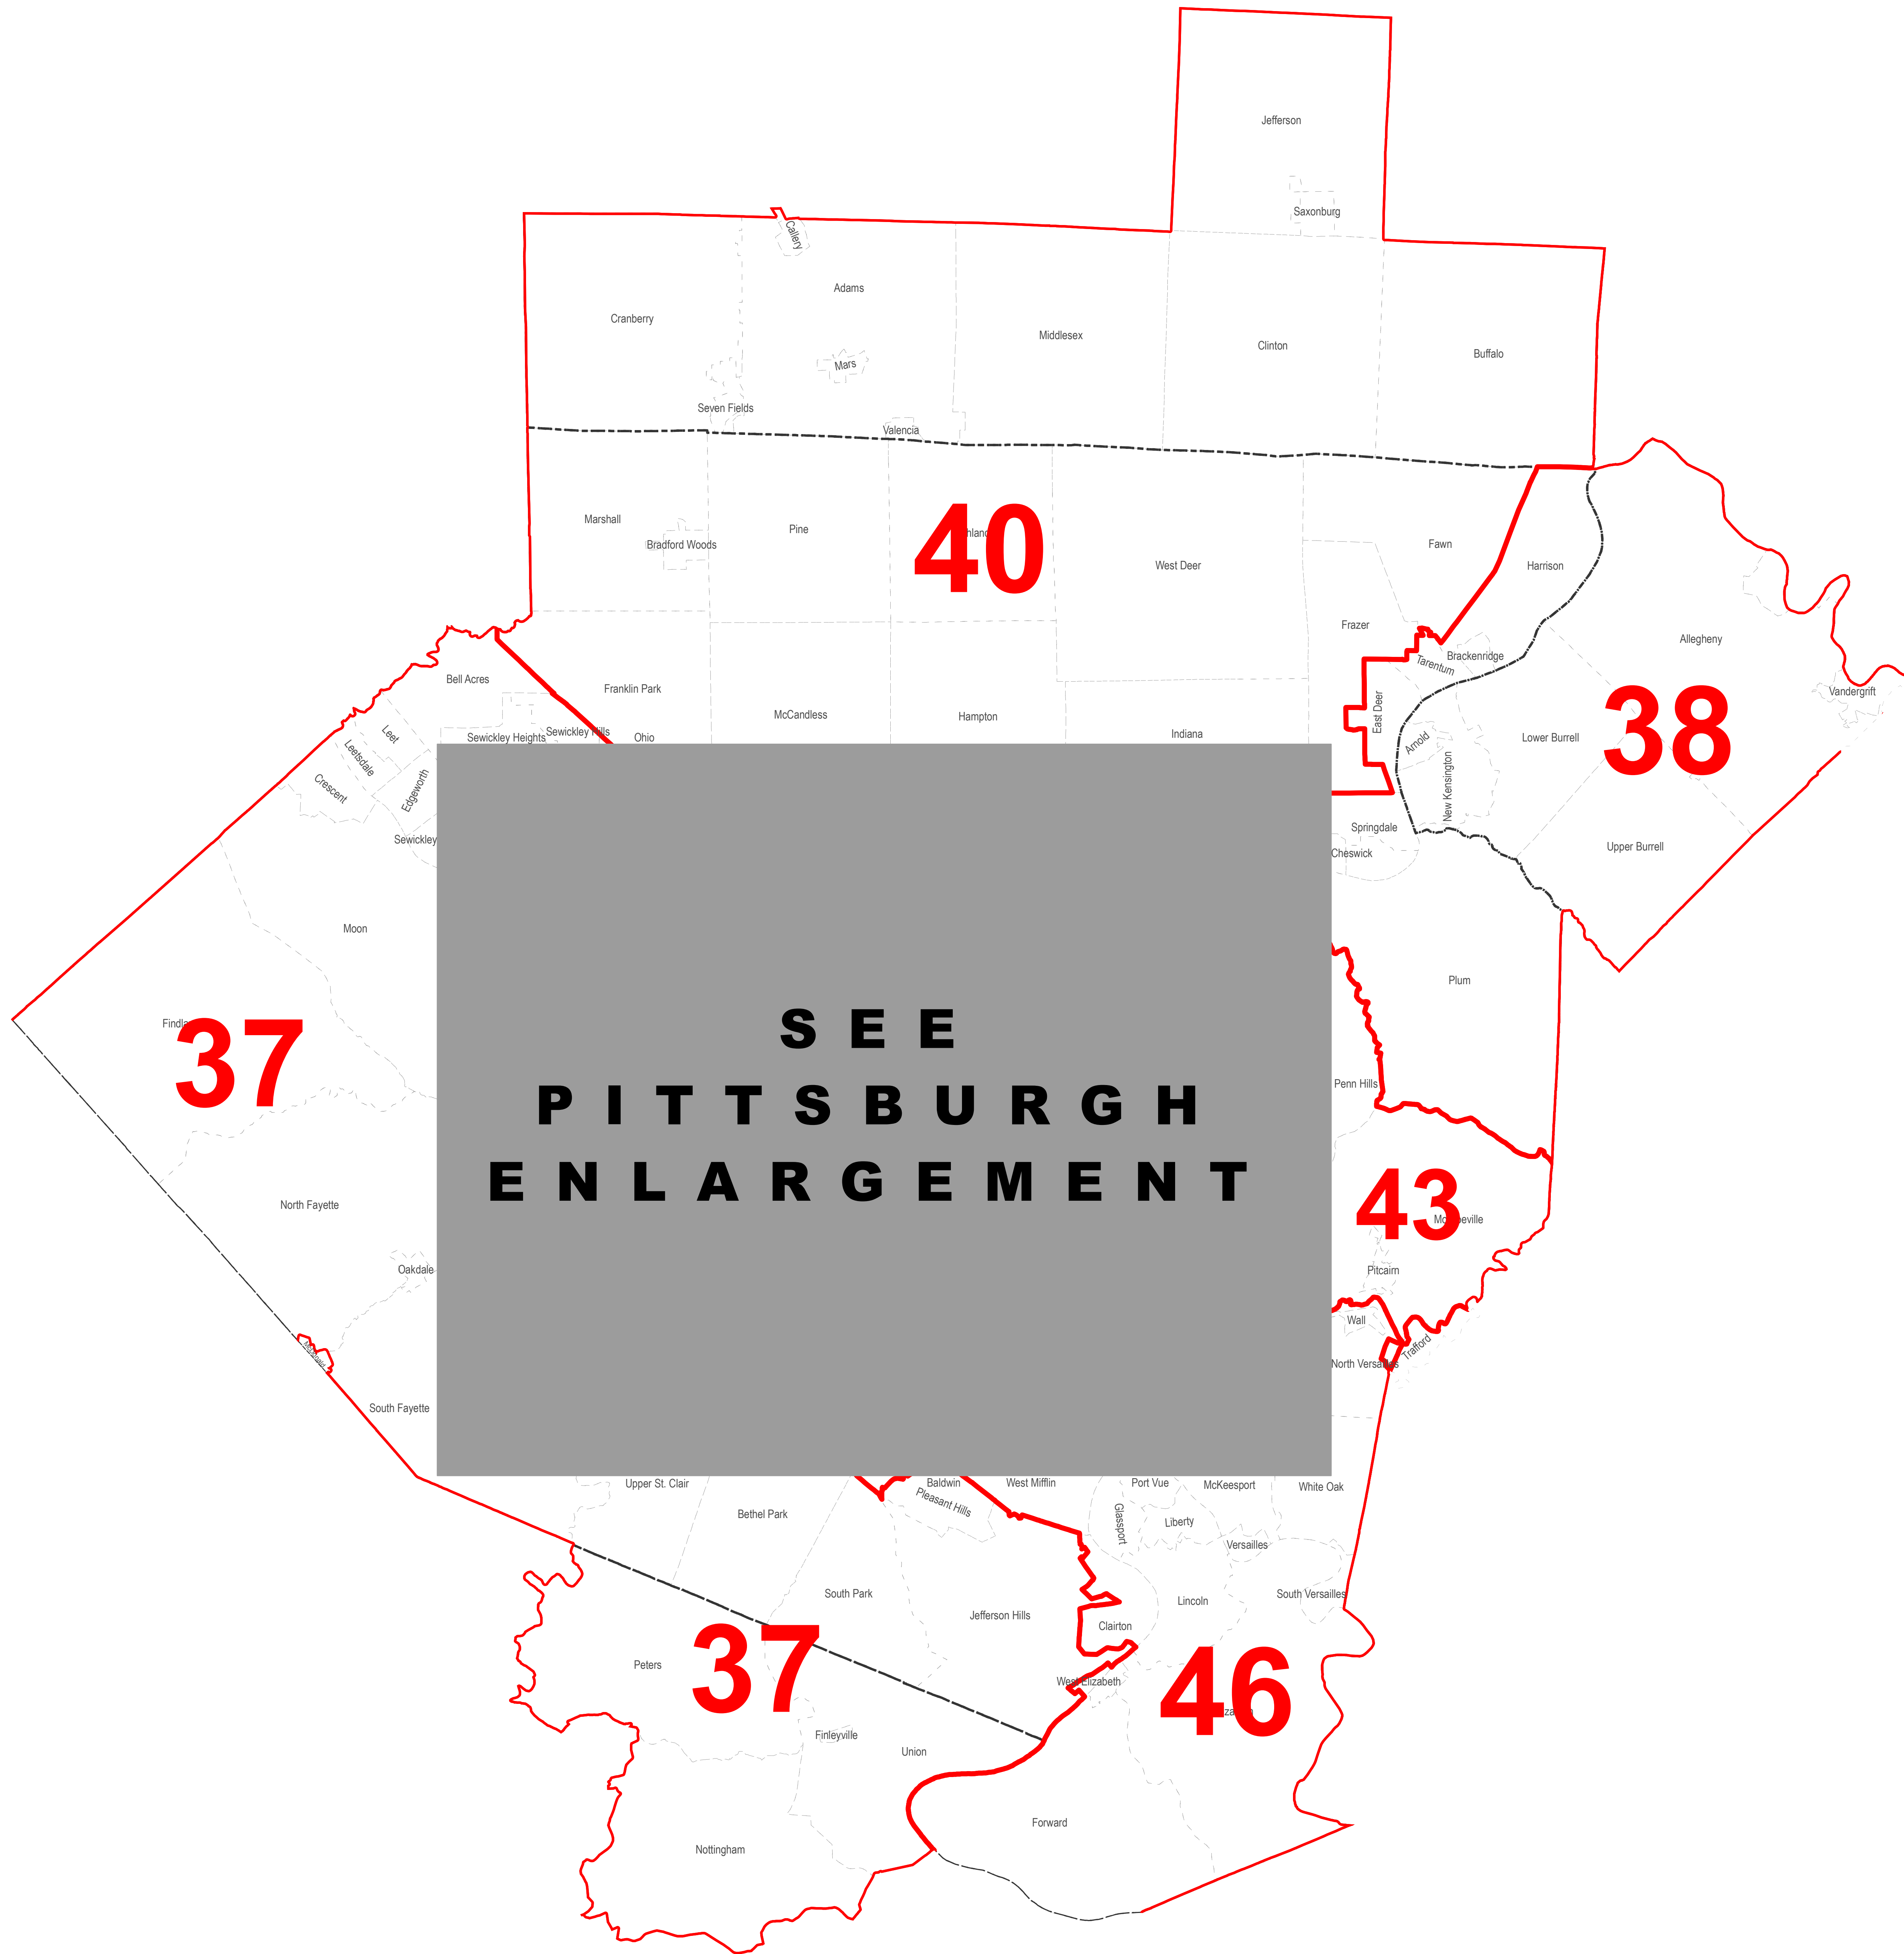 Jefferson
Saxonburg
Callery
Adams
Cranberry
Middlesex
Clinton
Buffalo
Mars
Seven Fields
Valencia
Marshall
Bradford Woods
Pine
40
West Deer
Fawn
Harrison
Frazer
Tarentum
Brackenridge
Allegheny
Vandergrift
Bell Acres
Franklin Park
McCandless
Hampton
Indiana
East Deer
Arnold
Lower Burrell
38
Leet
Leetsdale
Crescent
Edgeworth
Sewickley Heights
Sewickley Hills
Ohio
New Kensington
Sewickley
Springdale
Cheswick
Upper Burrell
Moon
Plum
37
SEE
PITTSBURGH
ENLARGEMENT
Penn Hills
North Fayette
43
Oakdale
Pitcairn
Wall
North Versailles
Trafford
South Fayette
Upper St. Clair
Bethel Park
Baldwin
Pleasant Hills
West Mifflin
Port Vue
McKeesport
White Oak
Glassport
Liberty
Versailles
South Park
Jefferson Hills
Lincoln
South Versailles
Clairton
Peters
37
West Elizabeth
46
Finleyville
Union
Forward
Nottingham